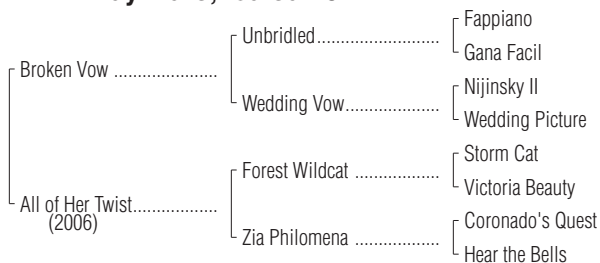 Fappiano
Unbridled........................
Gana Facil
Broken Vow .....................
Nijinsky II
Wedding Vow...................
Wedding Picture
Storm Cat
Forest Wildcat .................
Victoria Beauty
All of Her Twist.................
(2006)
Coronado's Quest
Zia Philomena .................
Hear the Bells